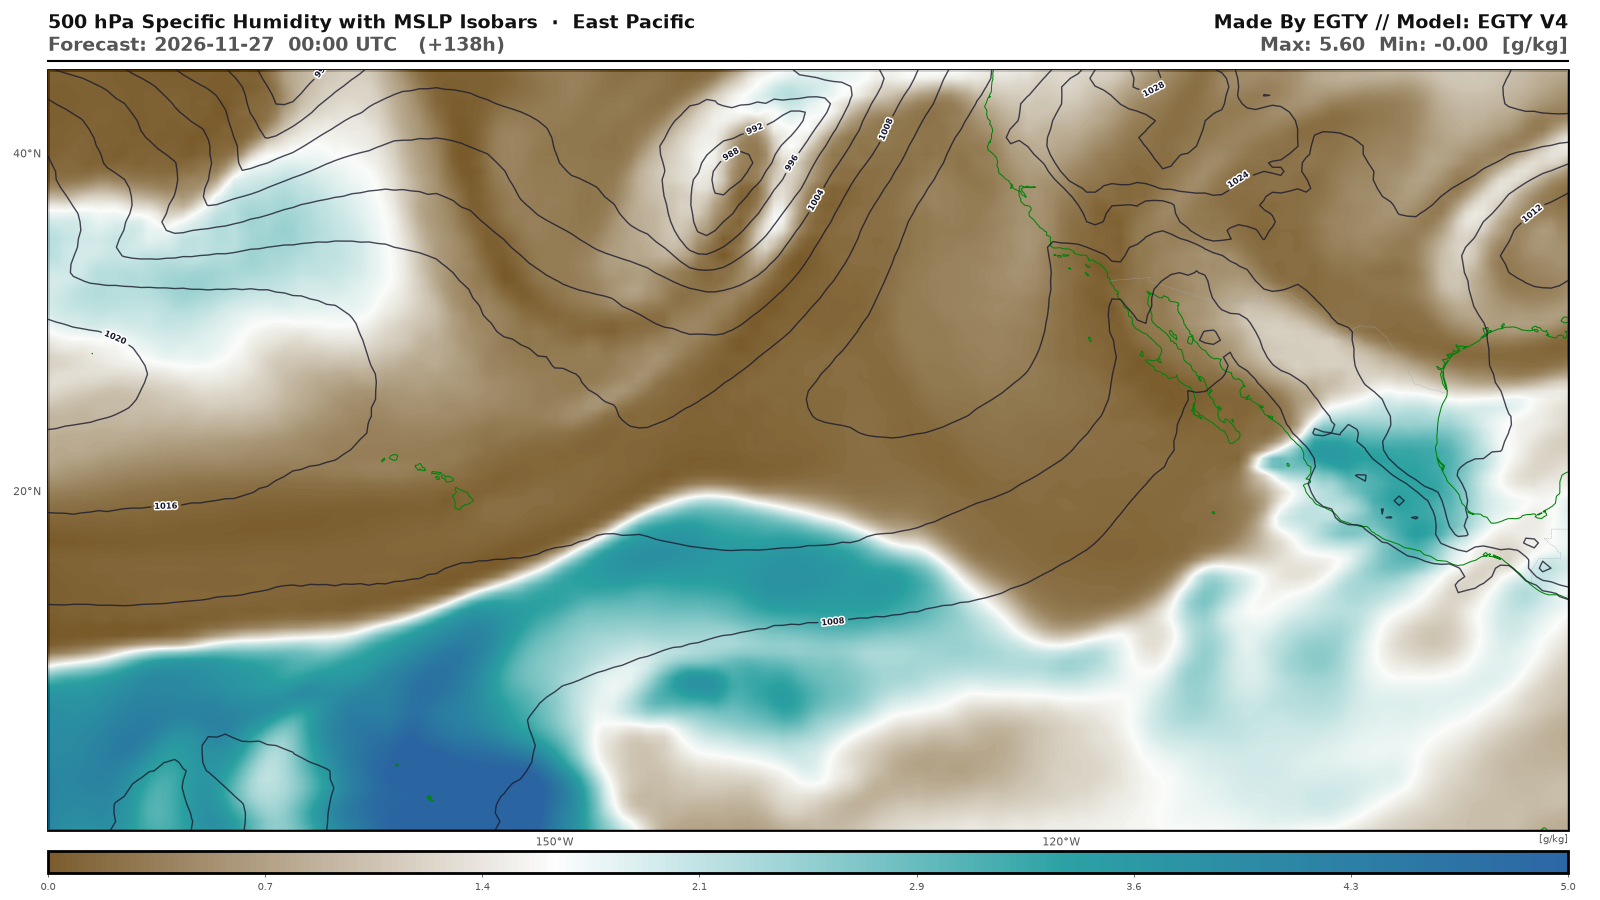 500 hPa Specific Humidity with MSLP Isobars · East Pacific
Made By EGTY // Model: EGTY V4
Forecast: 2026-11-27 00:00 UTC (+138h)
Max: 5.60 Min: -0.00 [g/kg]
1028
1008
992
40°N
988
996
1024
1004
1012
1020
20°N
1016
1008
150°W
120°W
[g/kg]
0.0 0.7 1.4 2.1 2.9 3.6 4.3 5.0